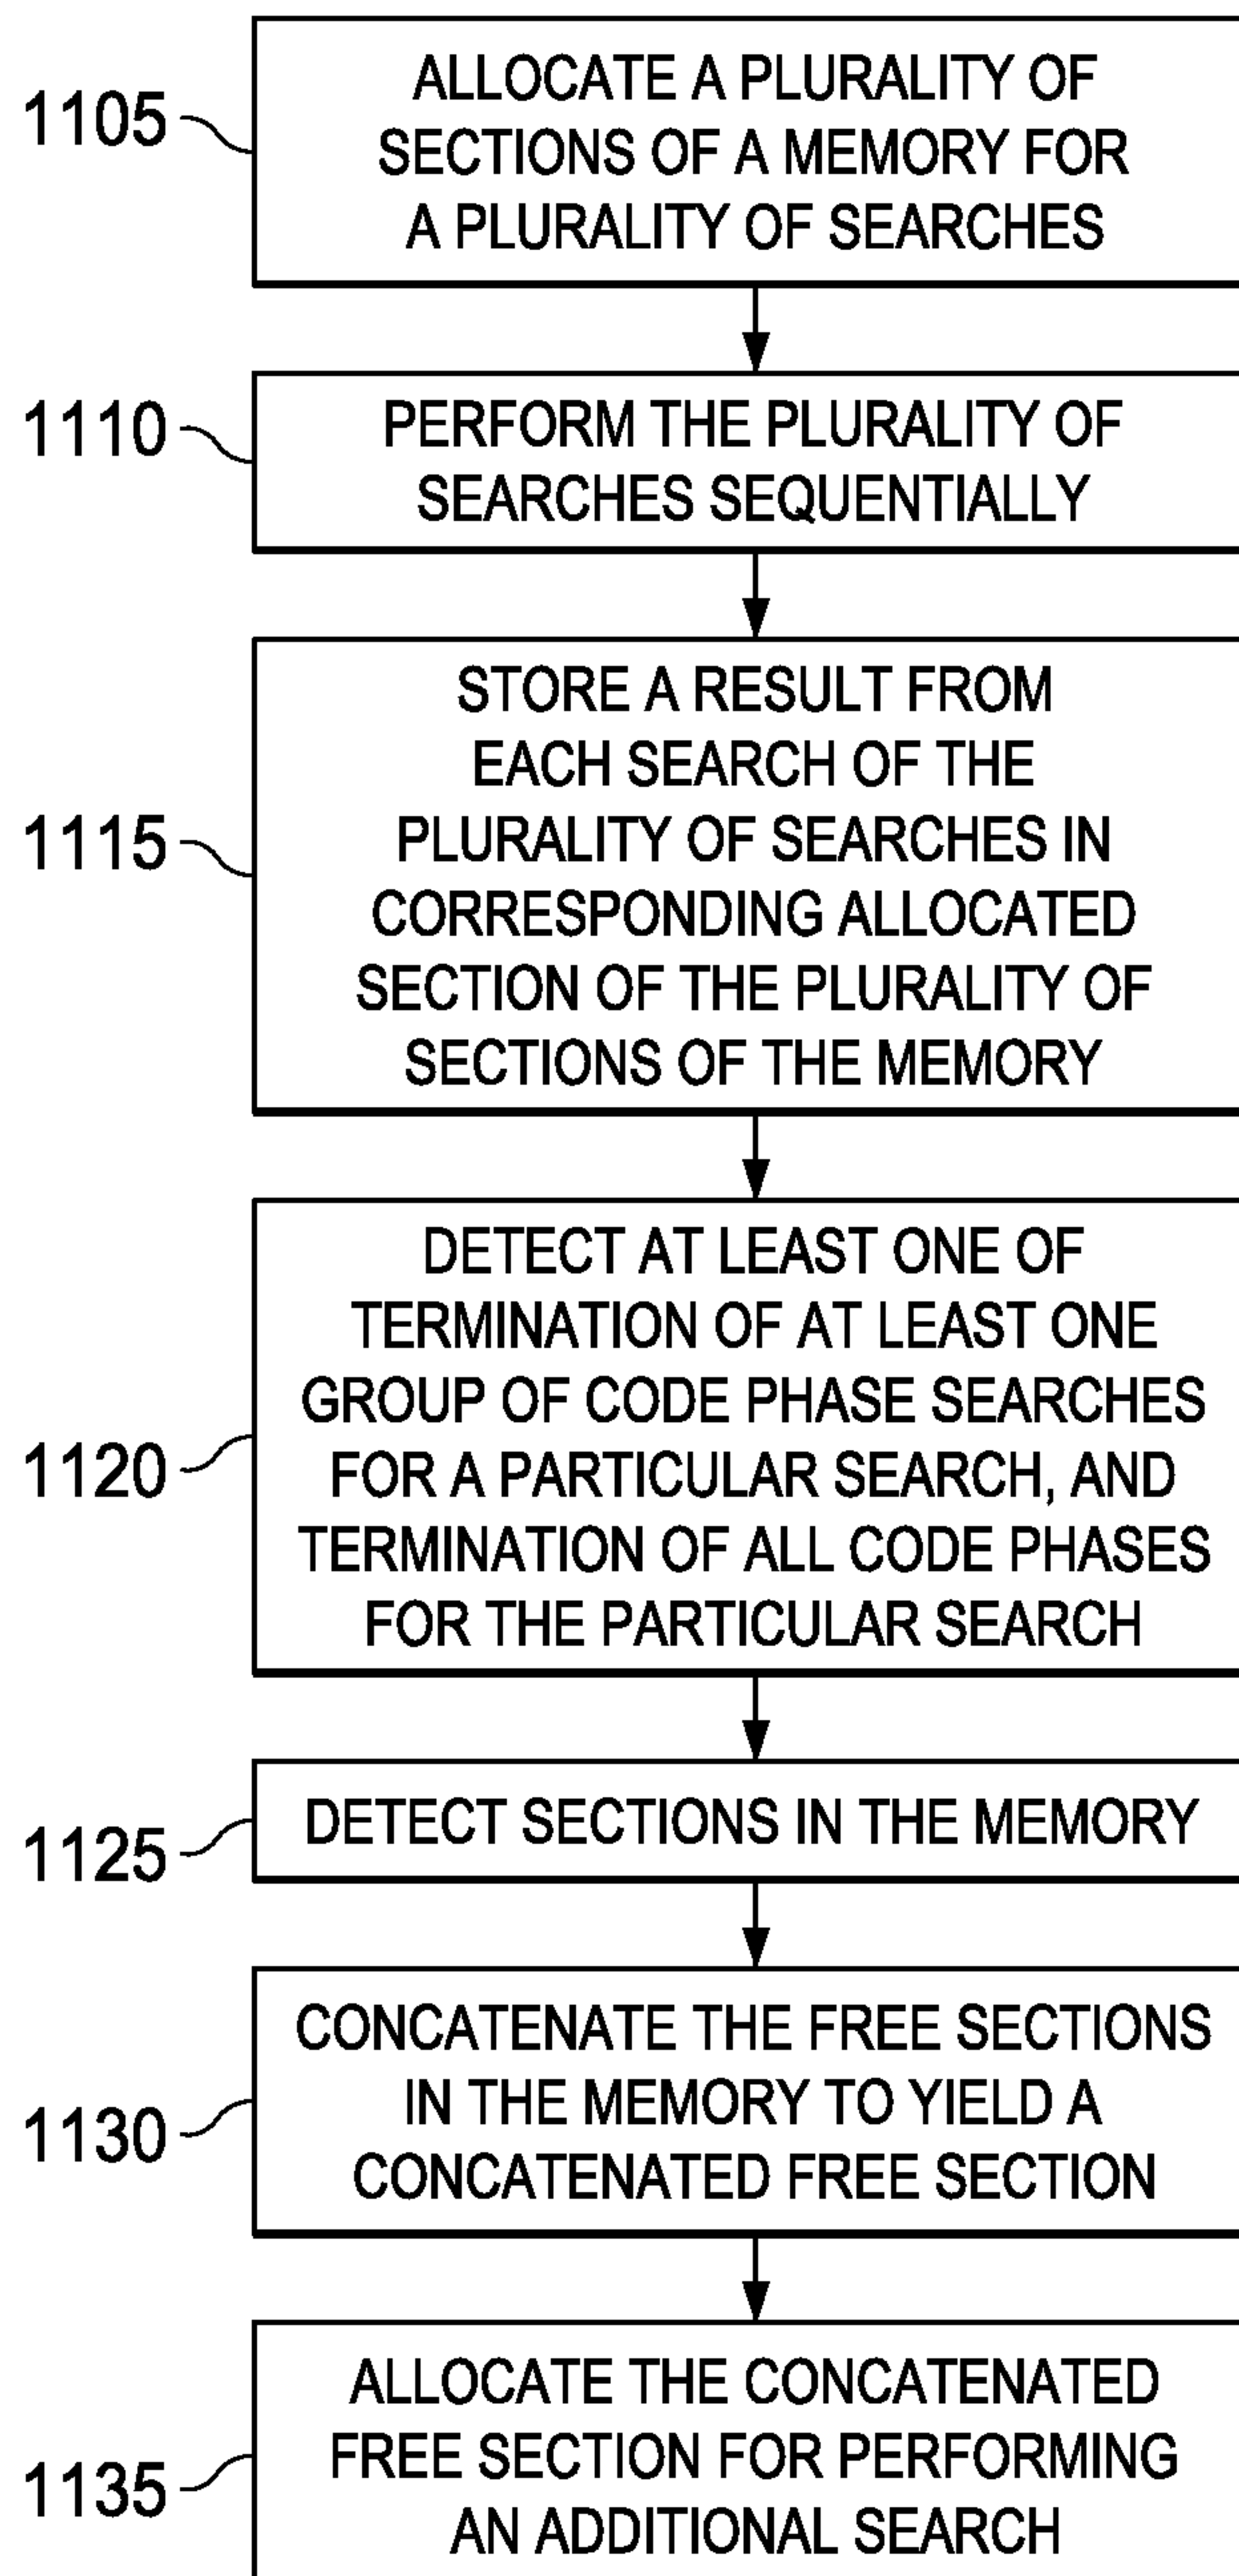 1105
ALLOCATE A PLURALITY OF
SECTIONS OF A MEMORY FOR
A PLURALITY OF SEARCHES
1110
PERFORM THE PLURALITY OF
SEARCHES SEQUENTIALLY
1115
STORE A RESULT FROM
EACH SEARCH OF THE
PLURALITY OF SEARCHES IN
CORRESPONDING ALLOCATED
SECTION OF THE PLURALITY OF
SECTIONS OF THE MEMORY
1120
DETECT AT LEAST ONE OF
TERMINATION OF AT LEAST ONE
GROUP OF CODE PHASE SEARCHES
FOR A PARTICULAR SEARCH, AND
TERMINATION OF ALL CODE PHASES
FOR THE PARTICULAR SEARCH
1125
DETECT SECTIONS IN THE MEMORY
1130
CONCATENATE THE FREE SECTIONS
IN THE MEMORY TO YIELD A
CONCATENATED FREE SECTION
1135
ALLOCATE THE CONCATENATED
FREE SECTION FOR PERFORMING
AN ADDITIONAL SEARCH